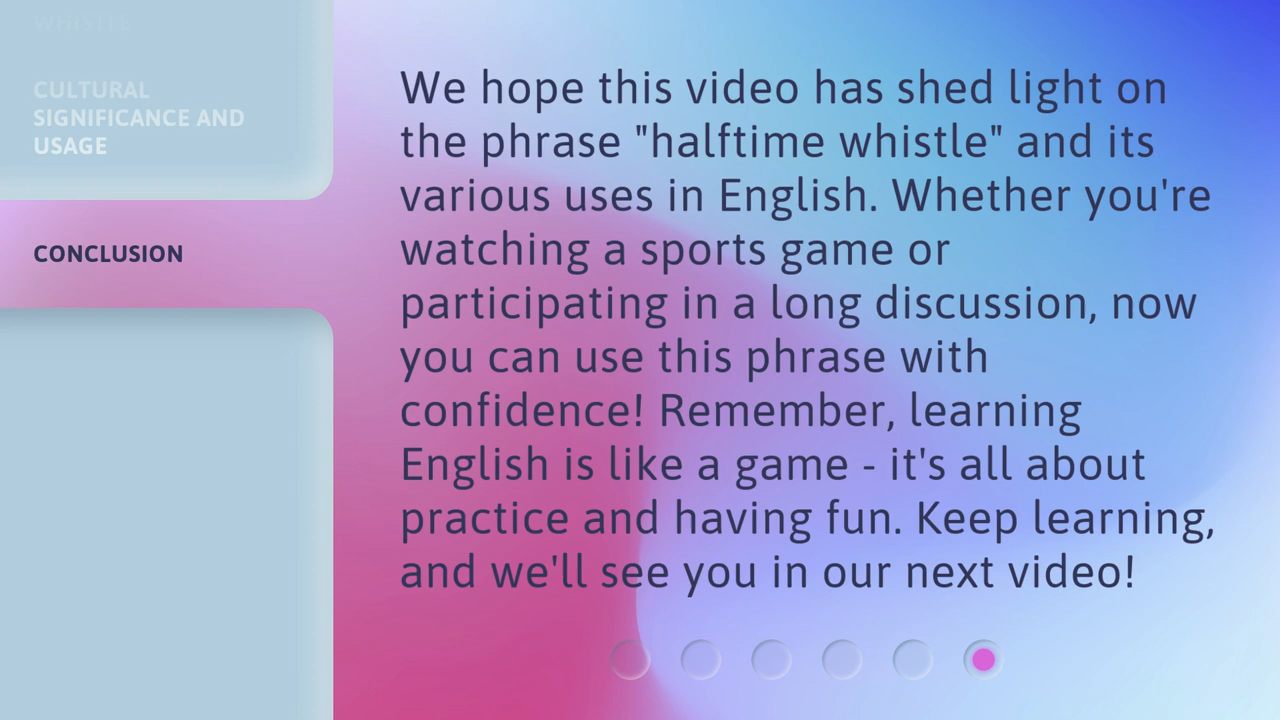 WHISTLE
CULTURAL
SIGNIFICANCE AND
USAGE
CONCLUSION
We hope this video has shed light on
the phrase "halftime whistle" and its
various uses in English. Whether you're
watching a sports game or
participating in a long discussion, now
you can use this phrase with
confidence! Remember, learning
English is like a game - it's all about
practice and having fun. Keep learning,
and we'll see you in our next video!